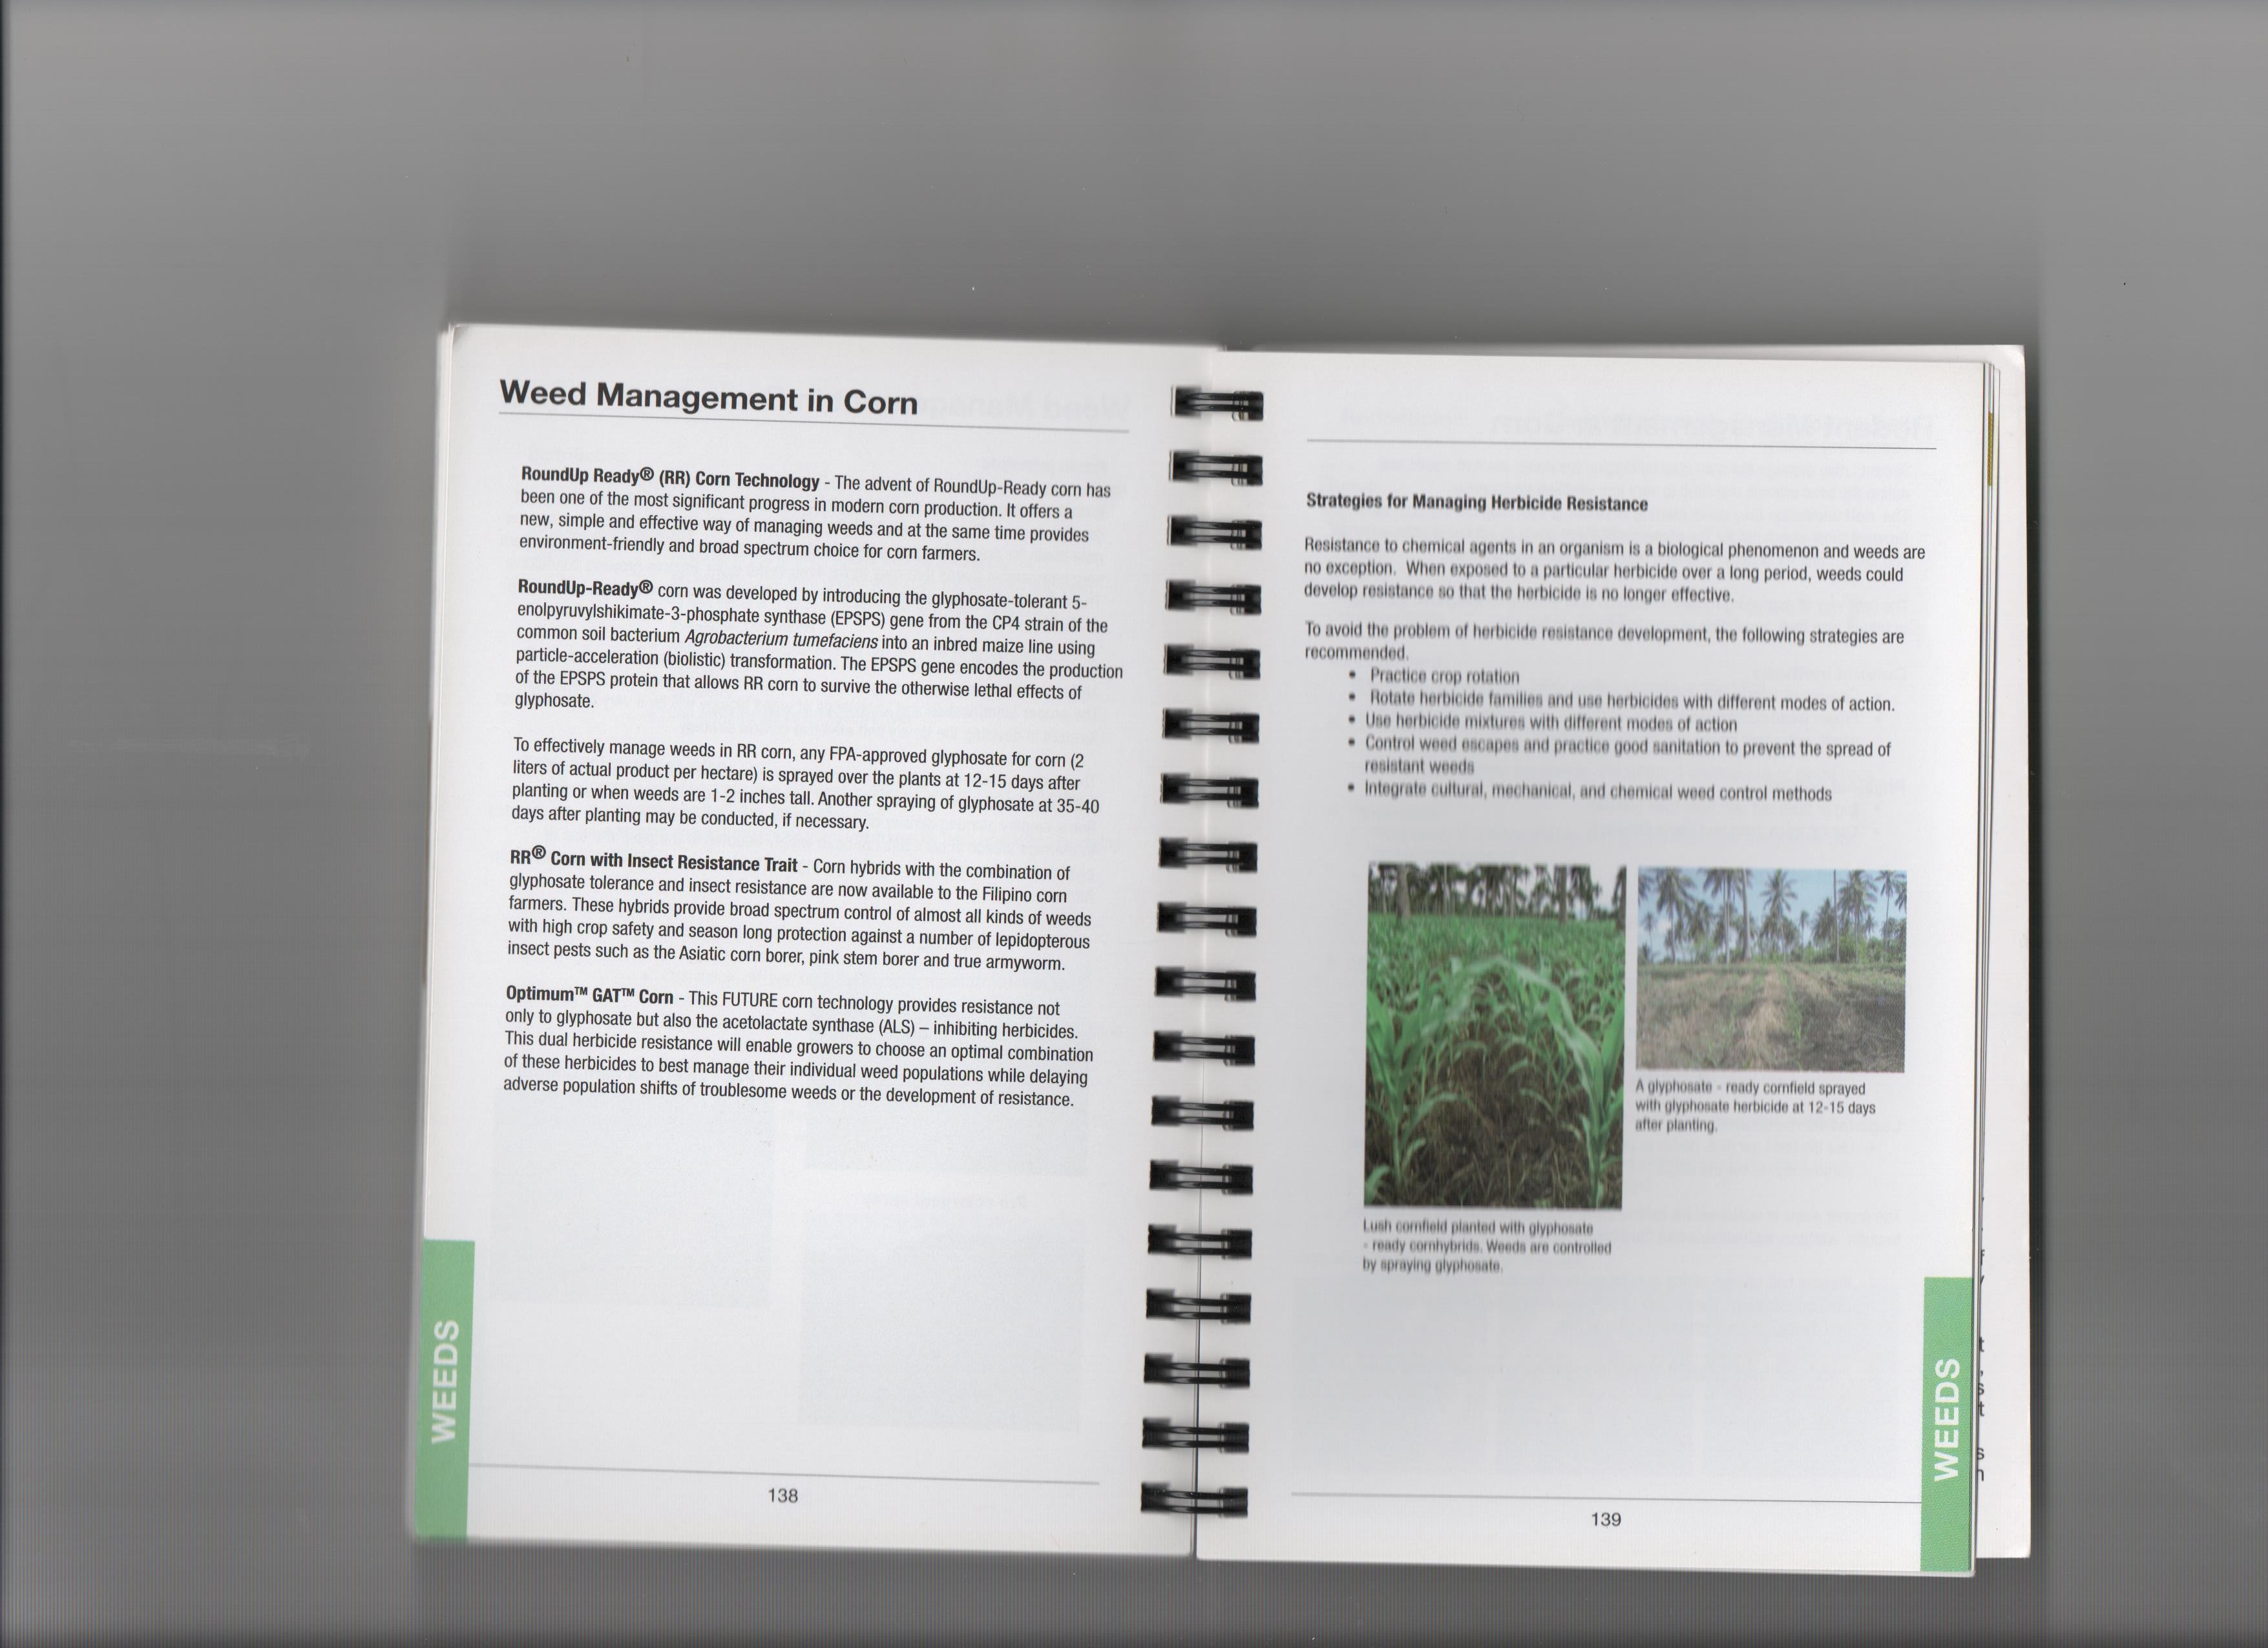 Weed Management in Corn
RoundUp Ready® (RR) Corn Technology - The advent of RoundUp-Ready corn has
been one of the most significant progress in modern corn production. It offers a
new, simple and effective way of managing weeds and at the same time provides
environment-friendly and broad spectrum choice for corn farmers.
RoundUp-Ready® corn was developed by introducing the glyphosate-tolerant 5-
enolpyruvylshikimate-3-phosphate synthase (EPSPS) gene from the CP4 strain of the
common soil bacterium Agrobacterium tumefaciens into an inbred maize line using
particle-acceleration (biolistic) transformation. The EPSPS gene encodes the production
of the EPSPS protein that allows RR corn to survive the otherwise lethal effects of
glyphosate.
To effectively manage weeds in RR corn, any FPA-approved glyphosate for corn (2
liters of actual product per hectare) is sprayed over the plants at 12-15 days after
planting or when weeds are 1-2 inches tall. Another spraying of glyphosate at 35-40
days after planting may be conducted, if necessary.
RR® Corn with Insect Resistance Trait - Corn hybrids with the combination of
glyphosate tolerance and insect resistance are now available to the Filipino corn
farmers. These hybrids provide broad spectrum control of almost all kinds of weeds
with high crop safety and season long protection against a number of lepidopterous
insect pests such as the Asiatic corn borer, pink stem borer and true armyworm.
Optimum™ GAT™ Corn - This FUTURE corn technology provides resistance not
only to glyphosate but also the acetolactate synthase (ALS) – inhibiting herbicides.
This dual herbicide resistance will enable growers to choose an optimal combination
of these herbicides to best manage their individual weed populations while delaying
adverse population shifts of troublesome weeds or the development of resistance.
WEEDS
138
Strategies for Managing Herbicide Resistance
Resistance to chemical agents in an organism is a biological phenomenon and weeds are
no exception. When exposed to a particular herbicide over a long period, weeds could
develop resistance so that the herbicide is no longer effective.
To avoid the problem of herbicide resistance development, the following strategies are
recommended.
• Practice crop rotation
• Rotate herbicide families and use herbicides with different modes of action.
• Use herbicide mixtures with different modes of action
• Control weed escapes and practice good sanitation to prevent the spread of
resistant weeds
• Integrate cultural, mechanical, and chemical weed control methods
A glyphosate - ready cornfield sprayed
with glyphosate herbicide at 12-15 days
after planting.
Lush cornfield planted with glyphosate
- ready cornhybrids. Weeds are controlled
by spraying glyphosate.
WEEDS
139